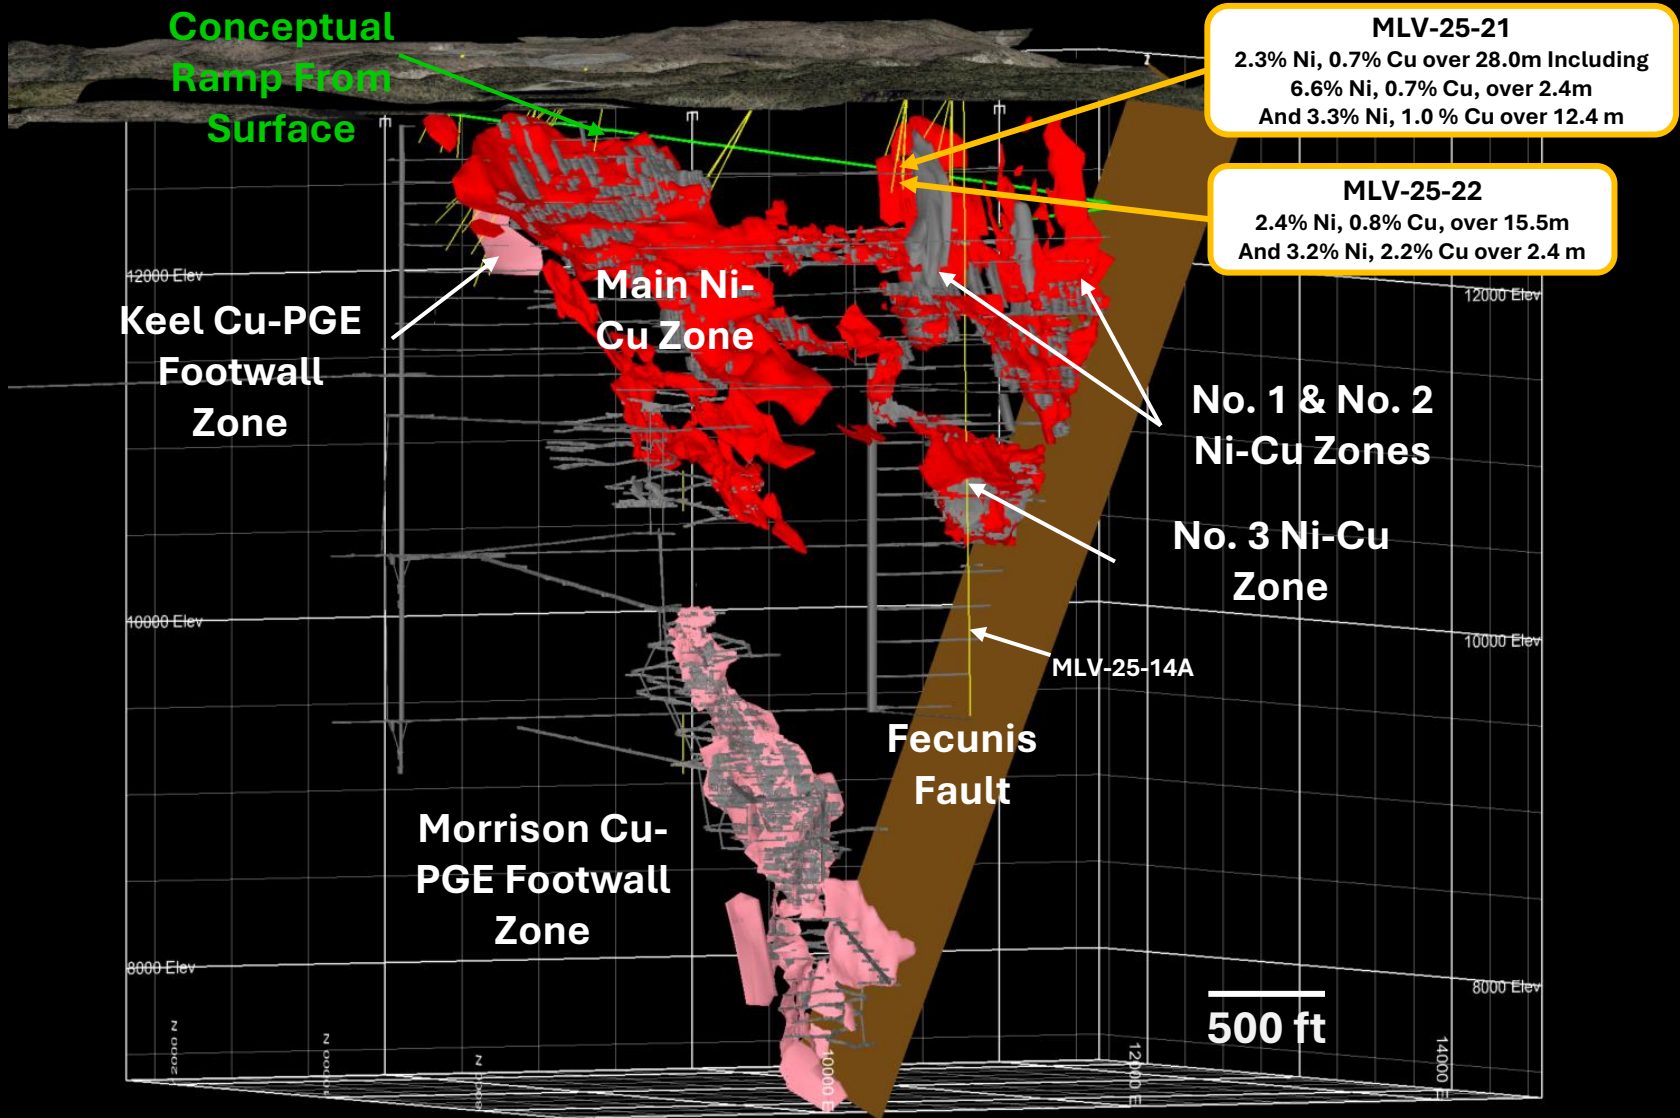 Conceptual
Ramp From
Surface
MLV-25-21
2.3% Ni, 0.7% Cu over 28.0m Including
6.6% Ni, 0.7% Cu, over 2.4m
And 3.3% Ni, 1.0 % Cu over 12.4 m
MLV-25-22
2.4% Ni, 0.8% Cu, over 15.5m
And 3.2% Ni, 2.2% Cu over 2.4 m
12000 Elev
12000 Elev
Keel Cu-PGE
Footwall
Zone
Main Ni-
Cu Zone
No. 1 & No. 2
Ni-Cu Zones
No. 3 Ni-Cu
Zone
10000 Elev
10000 Elev
MLV-25-14A
Fecunis
Fault
Morrison Cu-
PGE Footwall
Zone
8000 Elev
8000 Elev
500 ft
10000 E
12000 E
14000 E